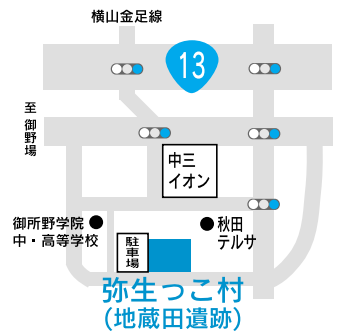 横山金足線
13
至
御野場
中三
イオン
御所野学院
中・高等学校
秋田
テルサ
駐車場
弥生っこ村
(地蔵田遺跡)